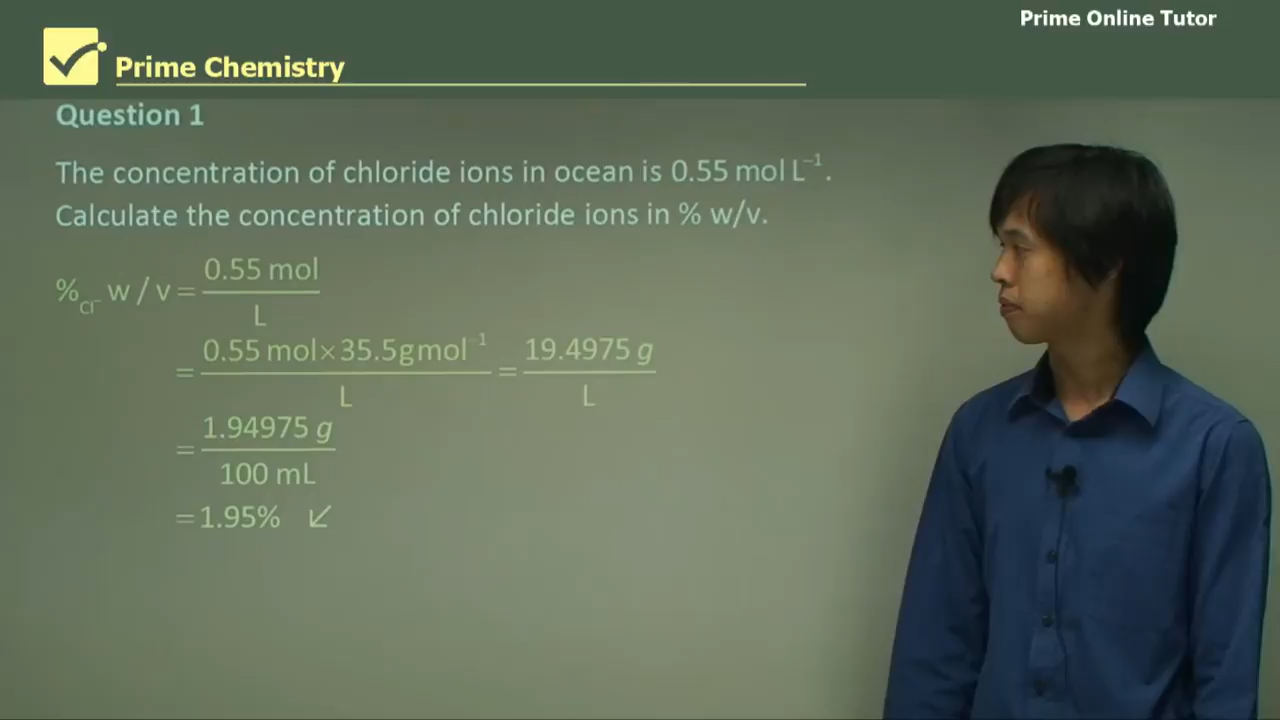 Prime Online Tutor
Prime Chemistry
Question 1
The concentration of chloride ions in ocean is 0.55 mol L⁻¹.
Calculate the concentration of chloride ions in % w/v.
%Cl⁻ w / v = 0.55 mol / L
= 0.55 mol × 35.5 g mol⁻¹ / L = 19.4975 g / L
= 1.94975 g / 100 mL
= 1.95% ↙